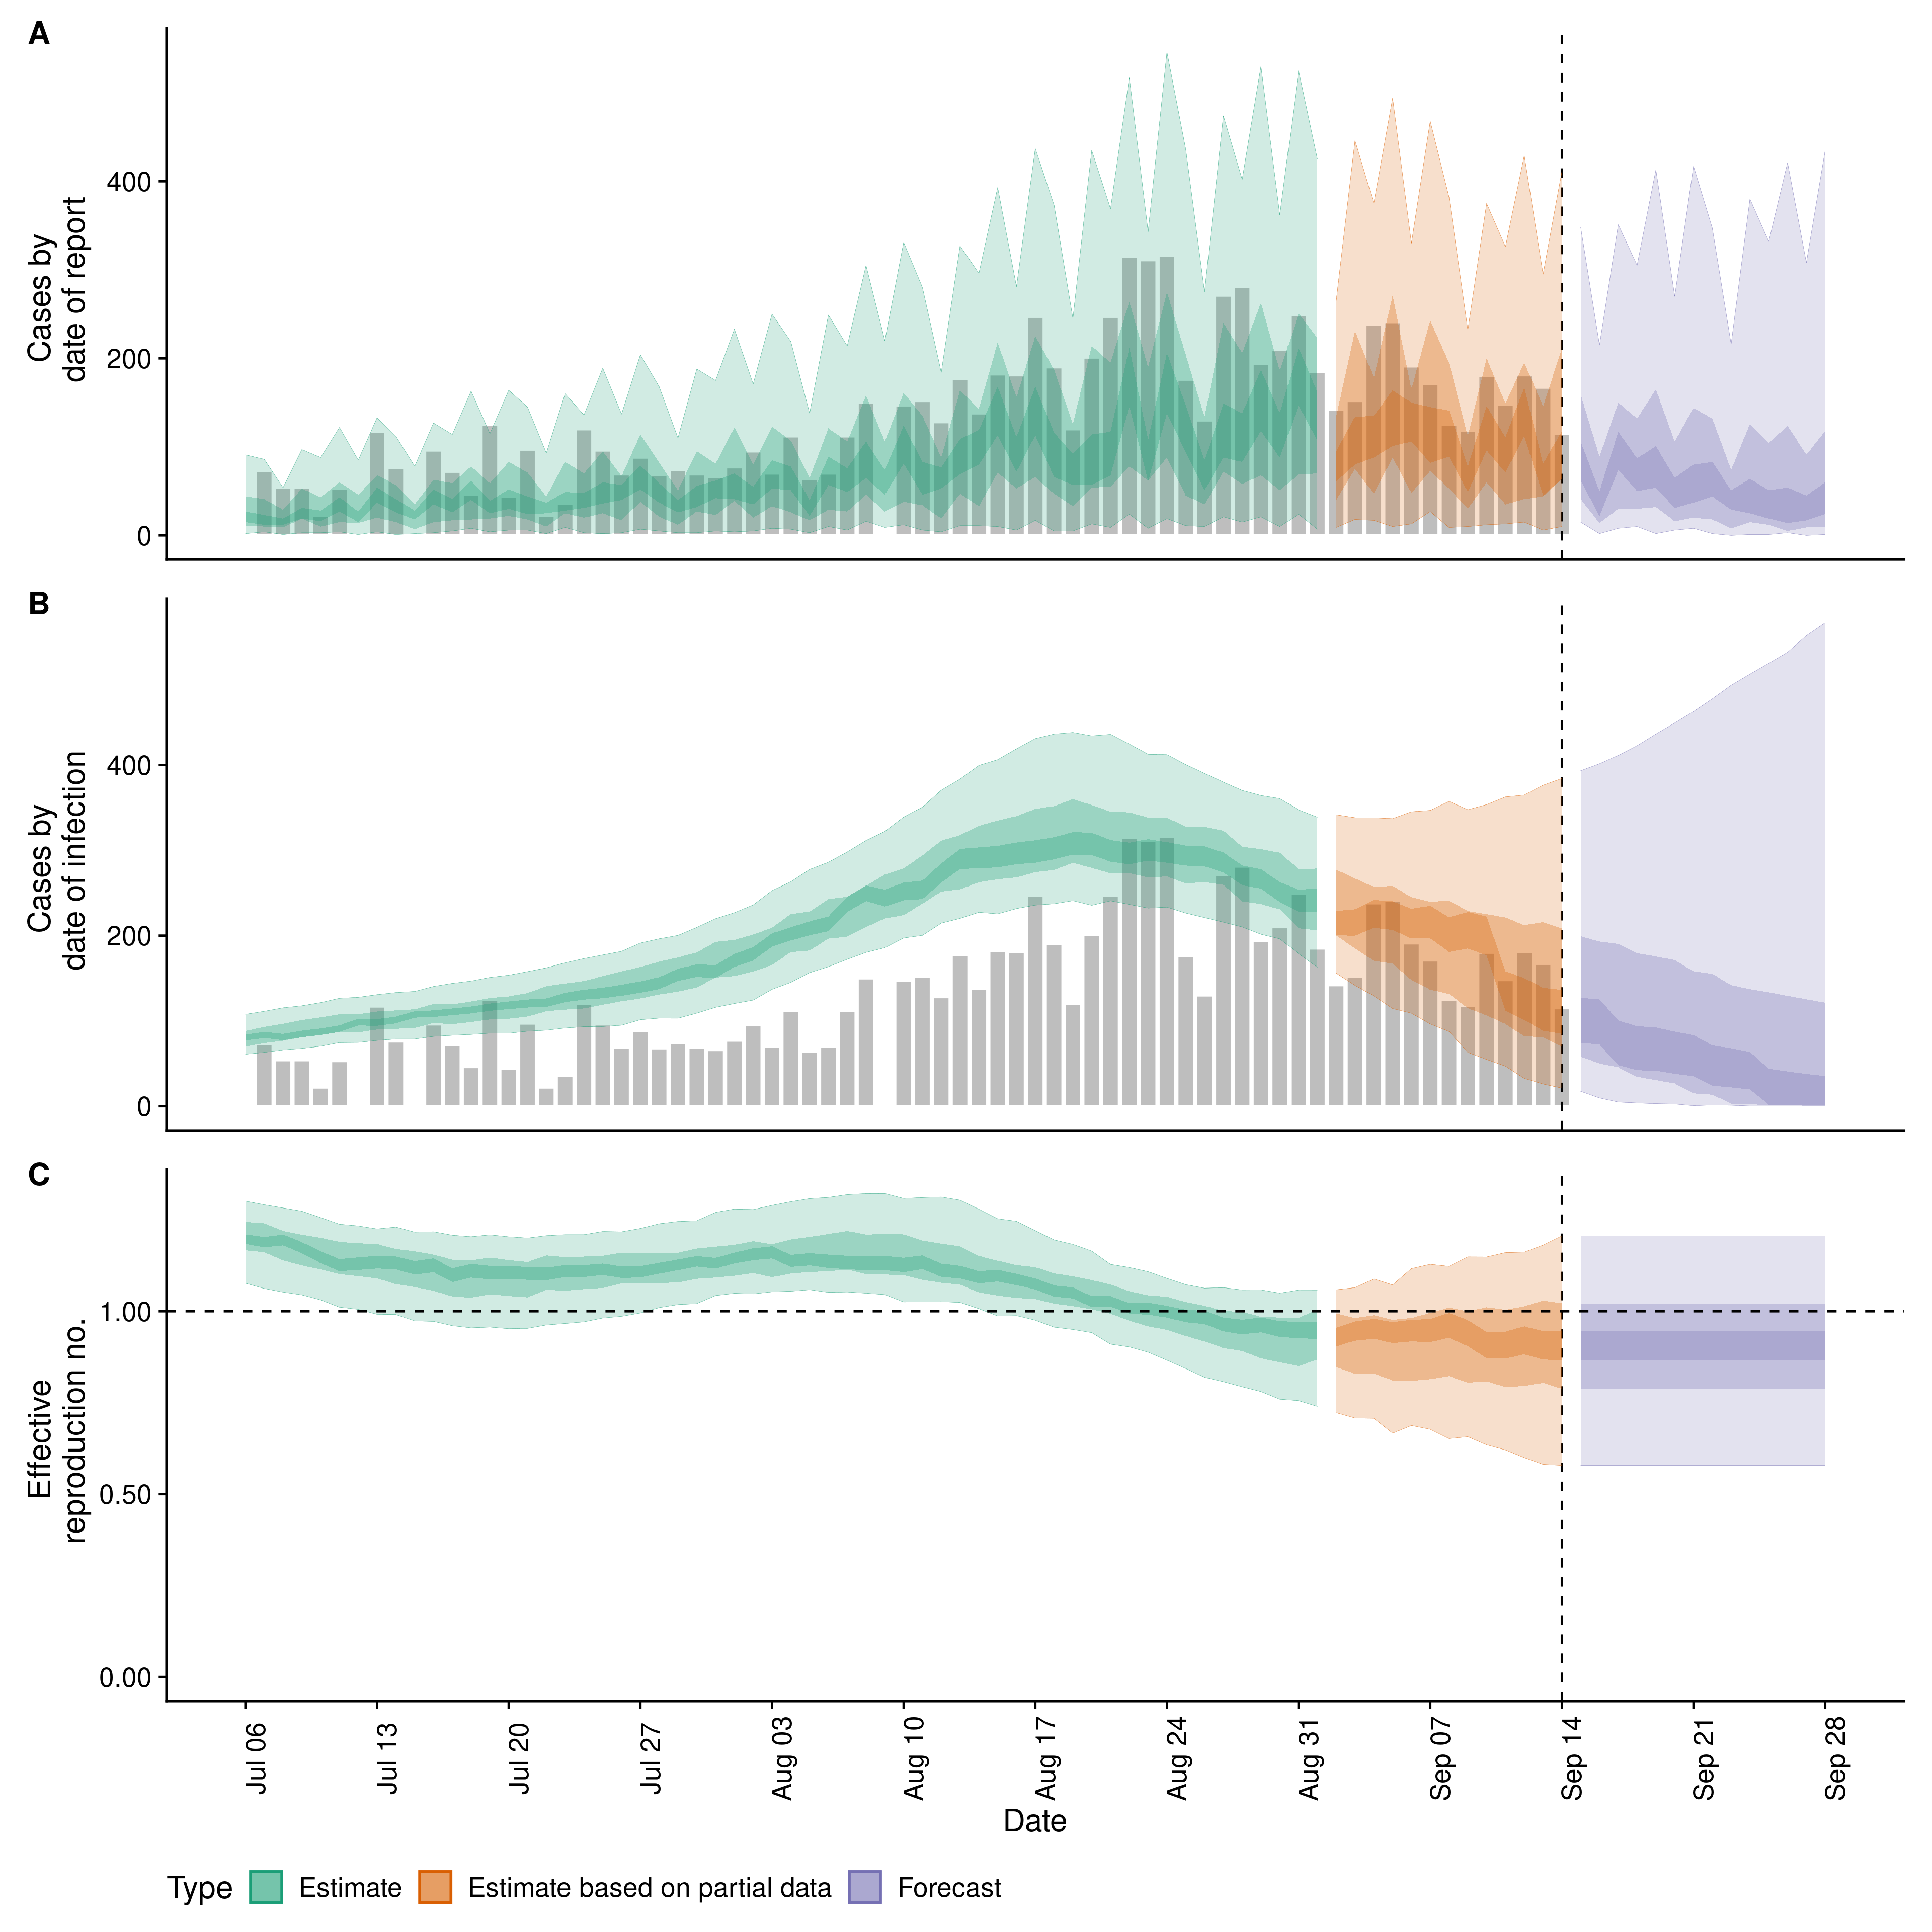 A
Cases by
date of report
400
200
0
B
Cases by
date of infection
400
200
0
C
Effective
reproduction no.
1.00
0.50
0.00
Jul 06
Jul 13
Jul 20
Jul 27
Aug 03
Aug 10
Aug 17
Aug 24
Aug 31
Sep 07
Sep 14
Sep 21
Sep 28
Date
Type Estimate Estimate based on partial data Forecast